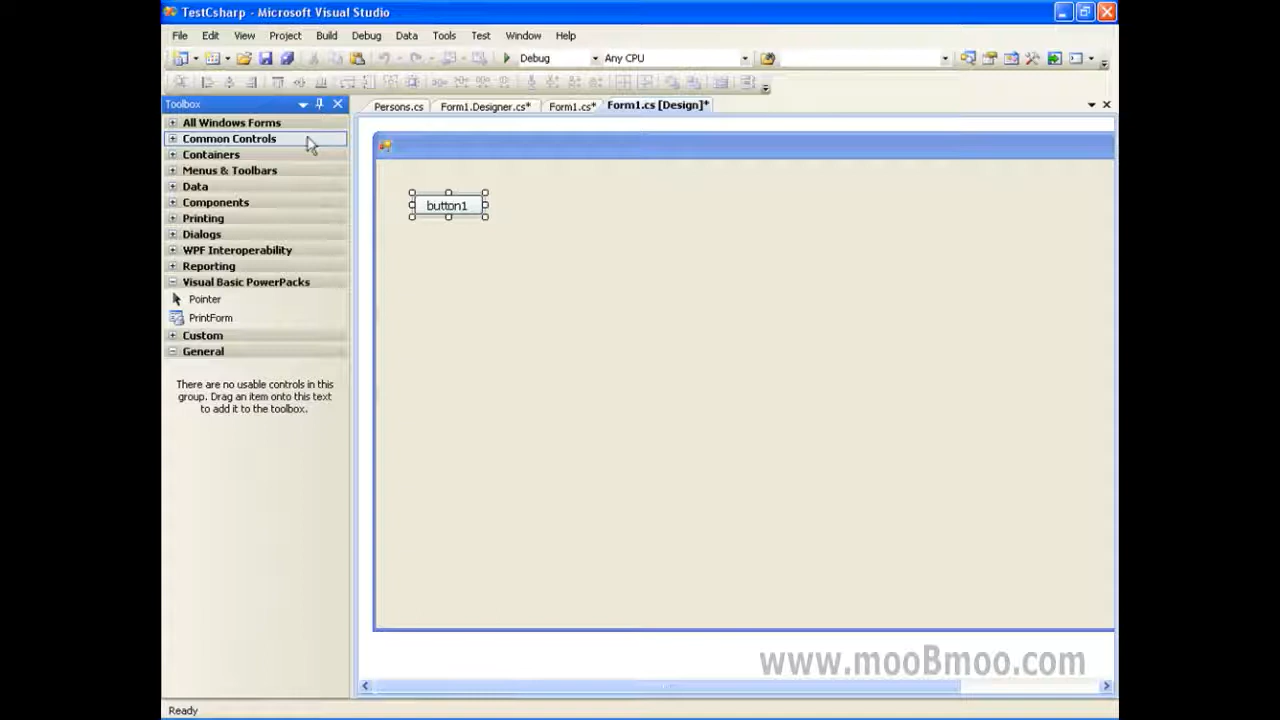 TestCsharp - Microsoft Visual Studio
File Edit View Project Build Debug Data Tools Test Window Help
Debug Any CPU
Toolbox
Persons.cs Form1.Designer.cs* Form1.cs* Form1.cs [Design]*
All Windows Forms
Common Controls
Containers
Menus & Toolbars
Data
Components
Printing
Dialogs
WPF Interoperability
Reporting
Visual Basic PowerPacks
Pointer
PrintForm
Custom
General
There are no usable controls in this
group. Drag an item onto this text
to add it to the toolbox.
button1
www.mooBmoo.com
Ready